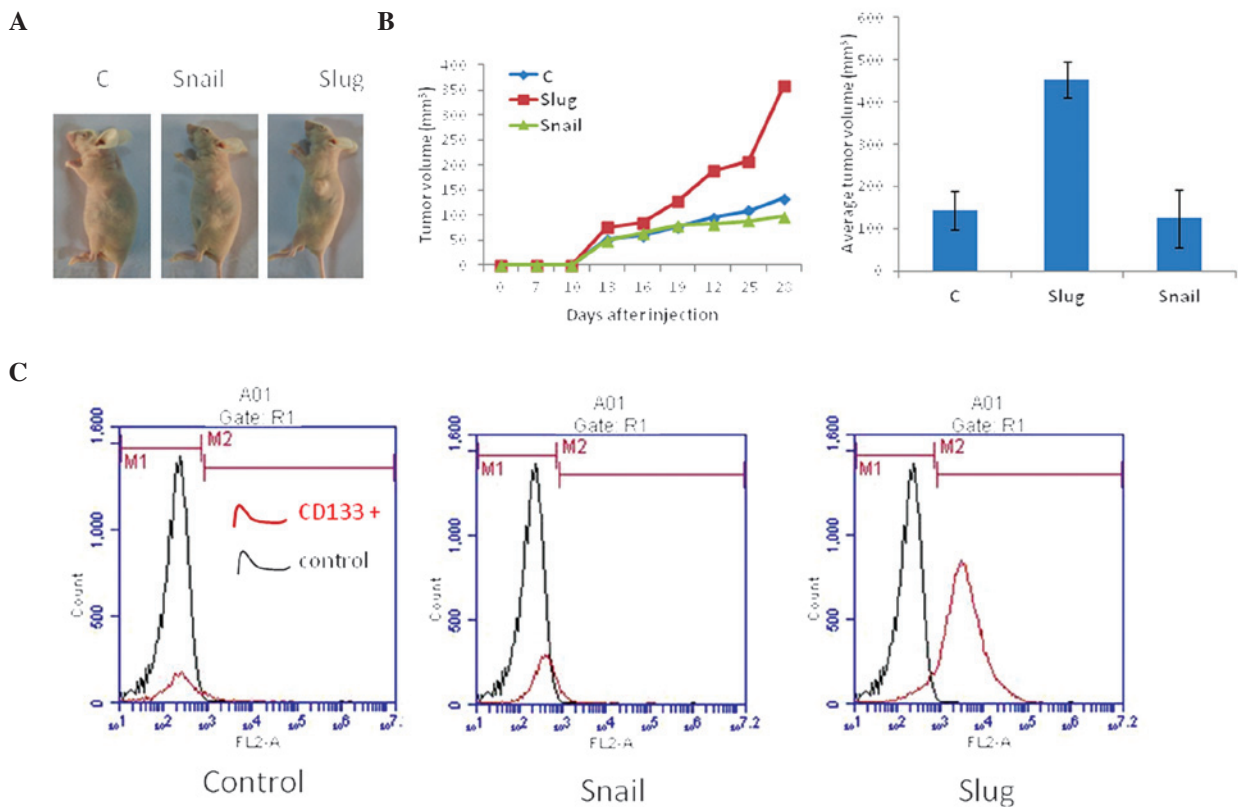 A
C Snail Slug
B
Tumor volume (mm³)
400
350
300
250
200
150
100
50
0
C
Slug
Snail
0 7 10 13 16 19 12 25 28
Days after injection
Average tumor volume (mm³)
600
500
400
300
200
100
0
C Slug Snail
C
A01
Gate: R1
1,600
1,000
500
0
Count
M1
M2
CD133 +
control
FL2-A
Control
A01
Gate: R1
1,600
1,000
500
0
Count
M1
M2
FL2-A
Snail
A01
Gate: R1
1,600
1,000
500
0
Count
M1
M2
FL2-A
Slug